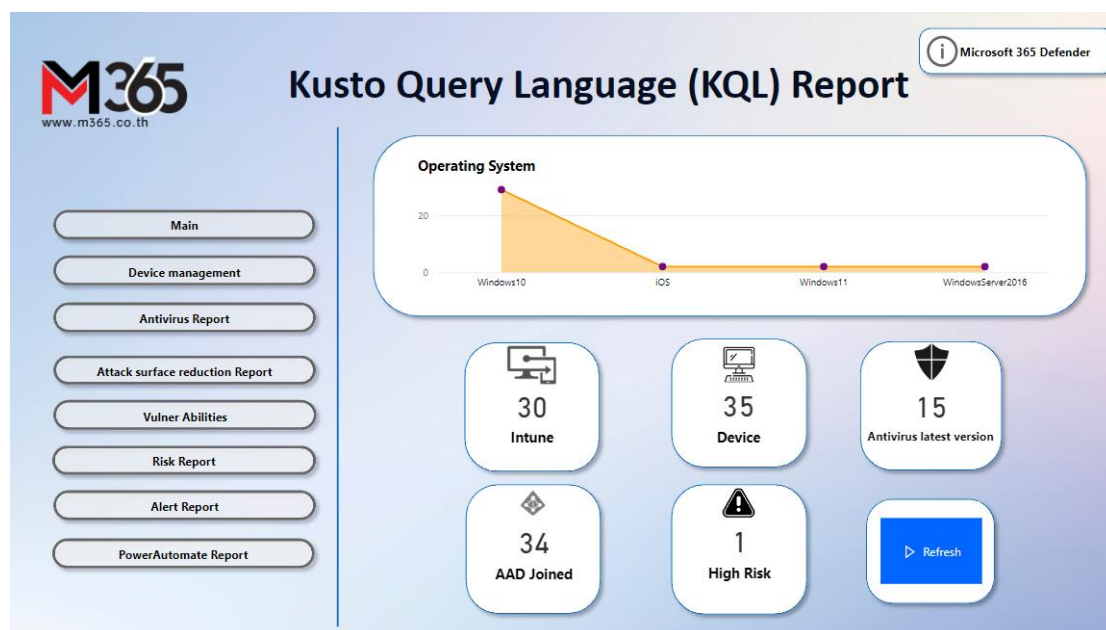 Microsoft 365 Defender
M365
www.m365.co.th
Kusto Query Language (KQL) Report
Main
Device management
Antivirus Report
Attack surface reduction Report
Vulner Abilities
Risk Report
Alert Report
PowerAutomate Report
Operating System
20
0
Windows10
iOS
Windows11
WindowsServer2016
30
Intune
35
Device
15
Antivirus latest version
34
AAD Joined
1
High Risk
Refresh